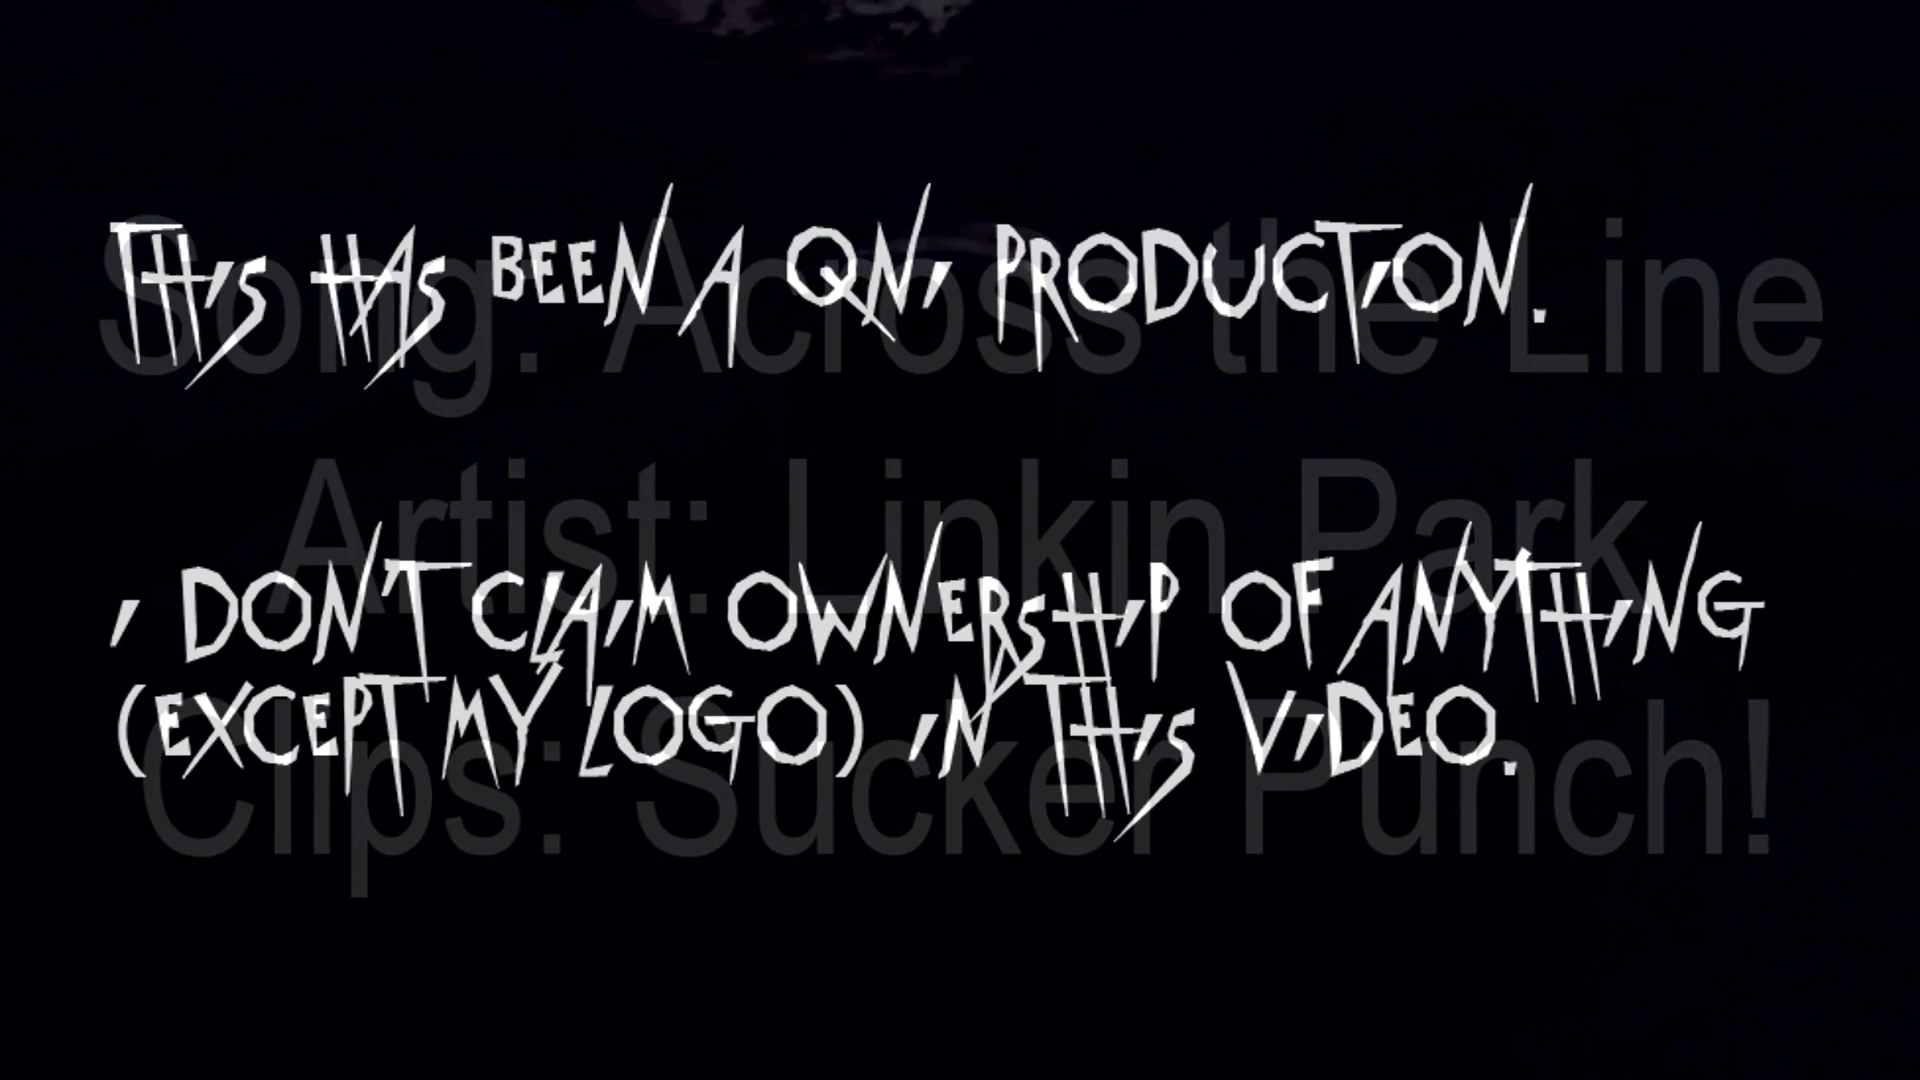 THIS HAS BEEN A QNI PRODUCTION.
Song: Across the Line
Artist: Linkin Park
I DON'T CLAIM OWNERSHIP OF ANYTHING
(EXCEPT MY LOGO) IN THIS VIDEO.
Clips: Sucker Punch!